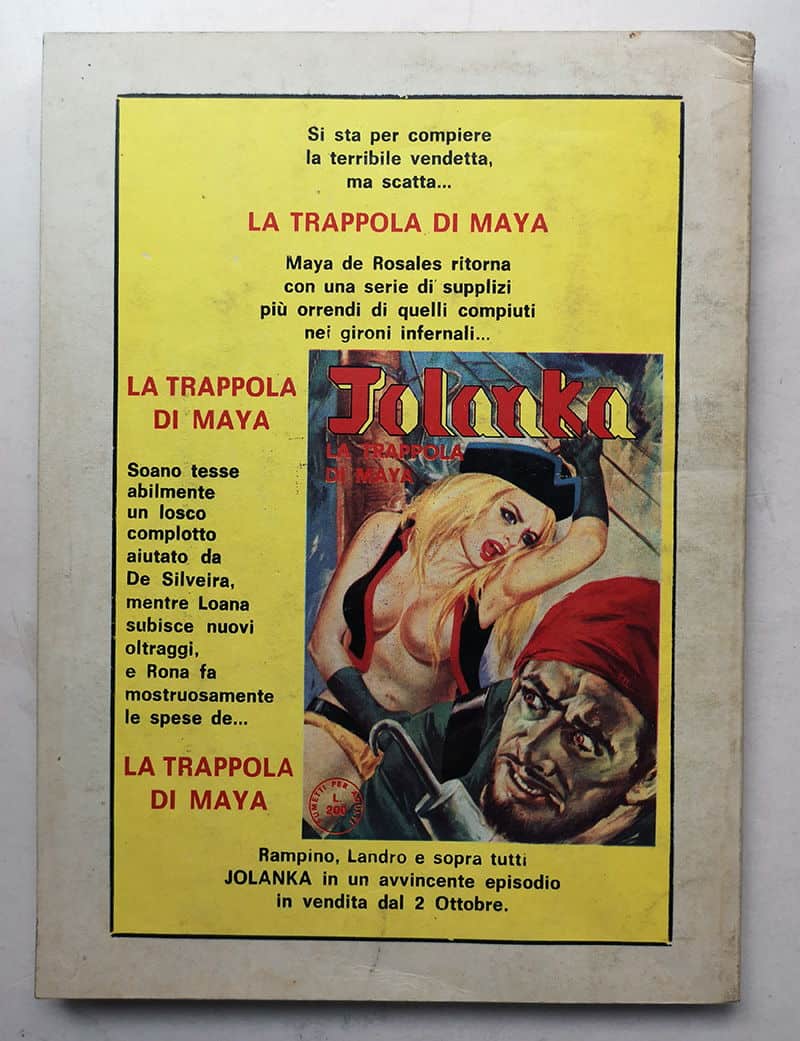 Si sta per compiere
la terribile vendetta,
ma scatta...
LA TRAPPOLA DI MAYA
Maya de Rosales ritorna
con una serie di supplizi
più orrendi di quelli compiuti
nei gironi infernali...
LA TRAPPOLA
DI MAYA
Soano tesse
abilmente
un losco
complotto
aiutato da
De Silveira,
mentre Loana
subisce nuovi
oltraggi,
e Rona fa
mostruosamente
le spese de...
LA TRAPPOLA
DI MAYA
Jolanka
LA TRAPPOLA
DI MAYA
FUMETTI PER ADULTI
L.
200
Rampino, Landro e sopra tutti
JOLANKA in un avvincente episodio
in vendita dal 2 Ottobre.